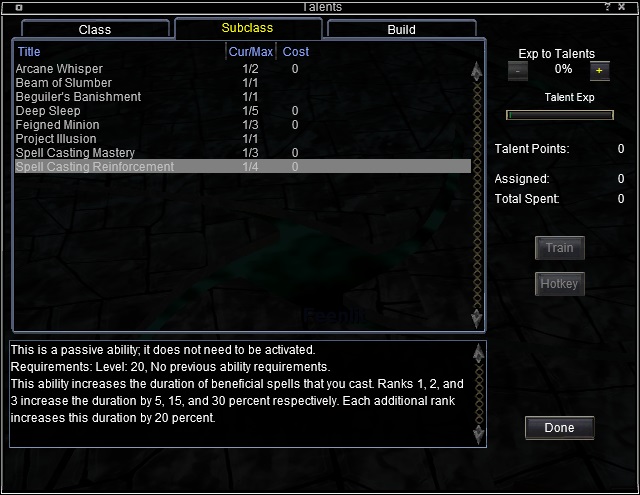 Talents
? X
Class Subclass Build
Title Cur/Max Cost
Arcane Whisper 1/2 0
Beam of Slumber 1/1
Beguiler's Banishment 1/1
Deep Sleep 1/5 0
Feigned Minion 1/3 0
Project Illusion 1/1
Spell Casting Mastery 1/3 0
Spell Casting Reinforcement 1/4 0
Exp to Talents
- 0% +
Talent Exp
Talent Points: 0
Assigned: 0
Total Spent: 0
Train
Hotkey
This is a passive ability; it does not need to be activated.
Requirements: Level: 20, No previous ability requirements.
This ability increases the duration of beneficial spells that you cast. Ranks 1, 2, and
3 increase the duration by 5, 15, and 30 percent respectively. Each additional rank
increases this duration by 20 percent.
Done